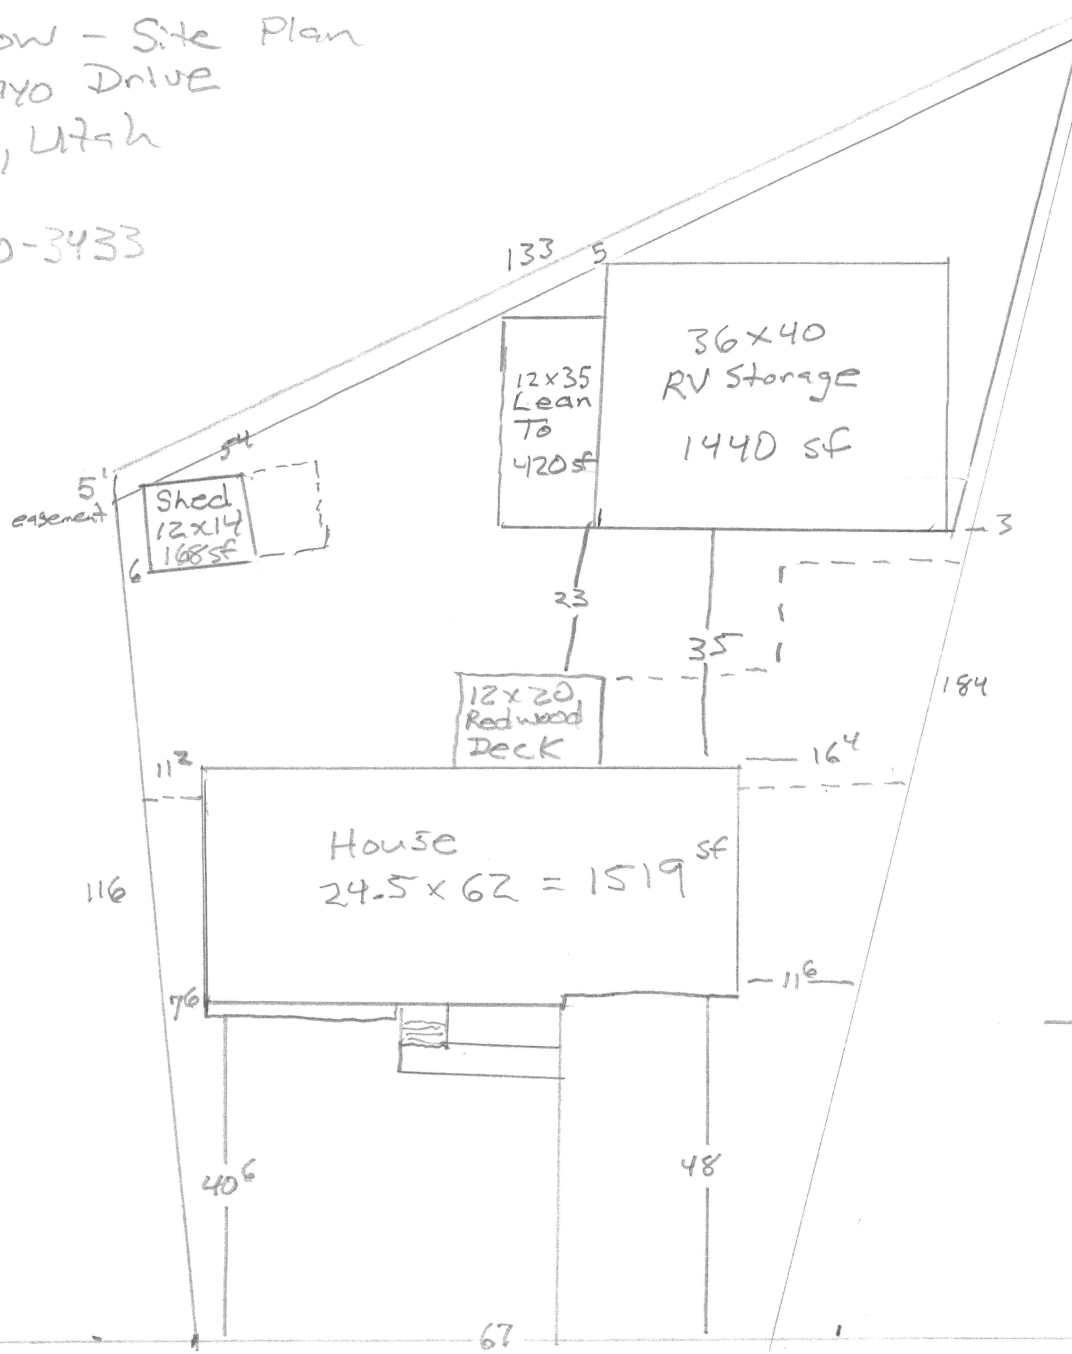 ow - Site Plan
ayo Drive
, Utah
0-3433
133
5
36x40
RV Storage
1440 sf
12x35
Lean
To
420sf
5⁴
5'
easement
Shed
12x14
168sf
6
3
23
35
184
12x20
Redwood
Deck
16⁴
11²
House
24.5 x 62 = 1519 sf
116
11⁶
7⁶
40⁶
48
67